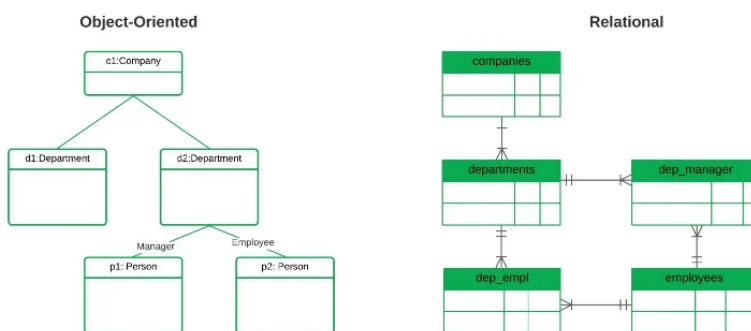 Object-Oriented
Relational
c1:Company
companies
d1:Department
d2:Department
departments
dep_manager
Manager
Employee
p1: Person
p2: Person
dep_empl
employees